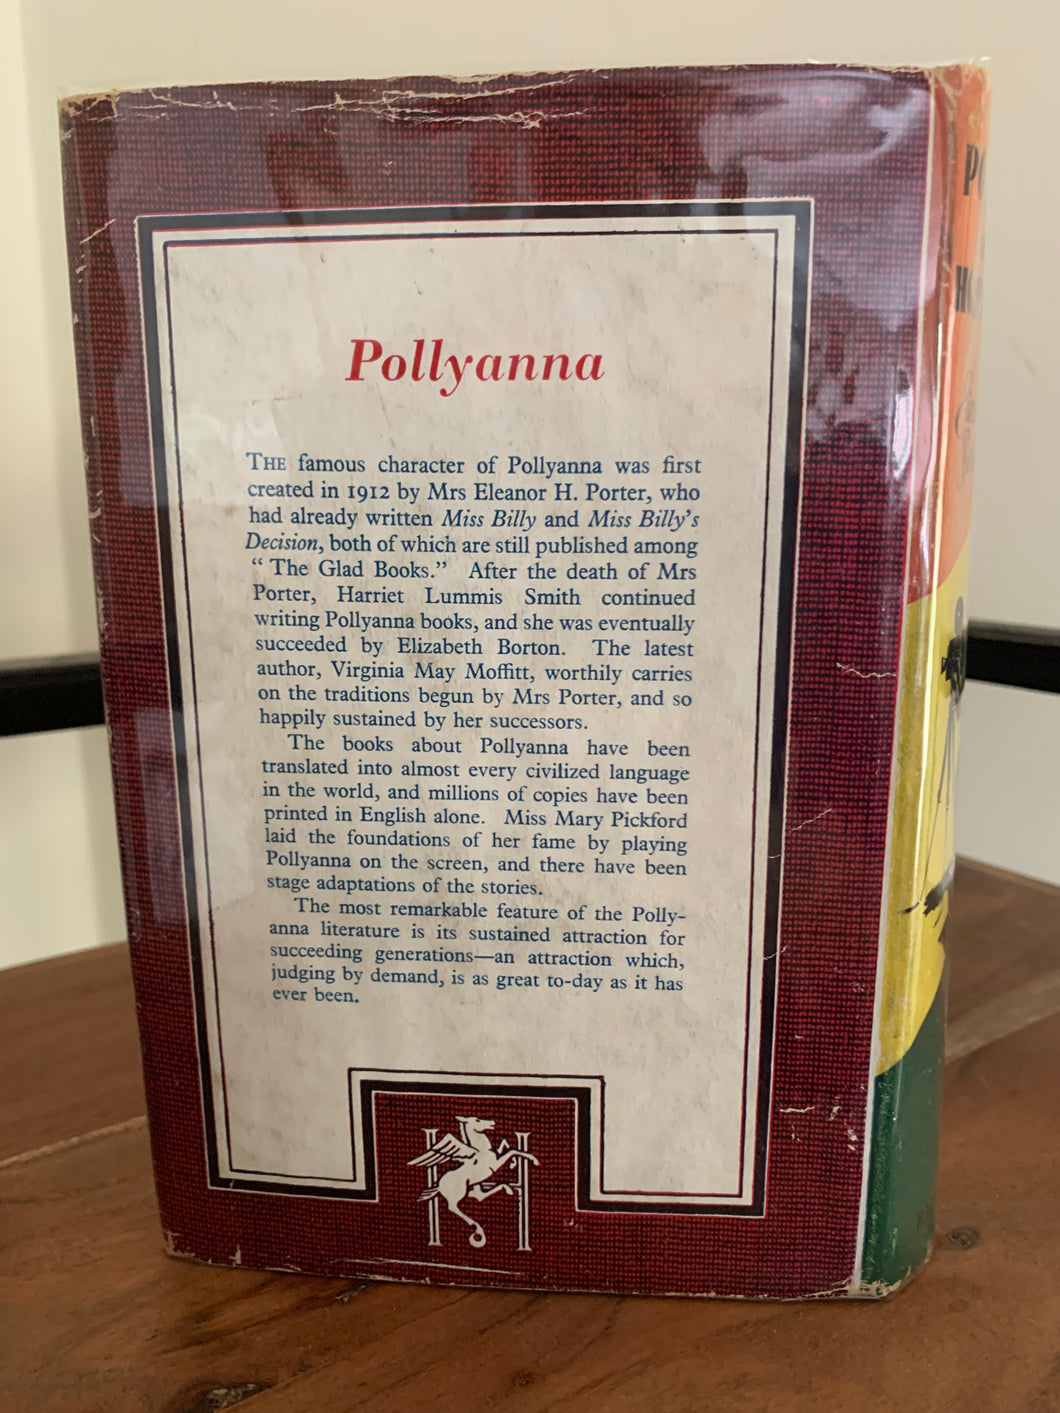 Pollyanna
THE famous character of Pollyanna was first
created in 1912 by Mrs Eleanor H. Porter, who
had already written Miss Billy and Miss Billy's
Decision, both of which are still published among
“ The Glad Books.” After the death of Mrs
Porter, Harriet Lummis Smith continued
writing Pollyanna books, and she was eventually
succeeded by Elizabeth Borton. The latest
author, Virginia May Moffitt, worthily carries
on the traditions begun by Mrs Porter, and so
happily sustained by her successors.
The books about Pollyanna have been
translated into almost every civilized language
in the world, and millions of copies have been
printed in English alone. Miss Mary Pickford
laid the foundations of her fame by playing
Pollyanna on the screen, and there have been
stage adaptations of the stories.
The most remarkable feature of the Polly-
anna literature is its sustained attraction for
succeeding generations—an attraction which,
judging by demand, is as great to-day as it has
ever been.
H